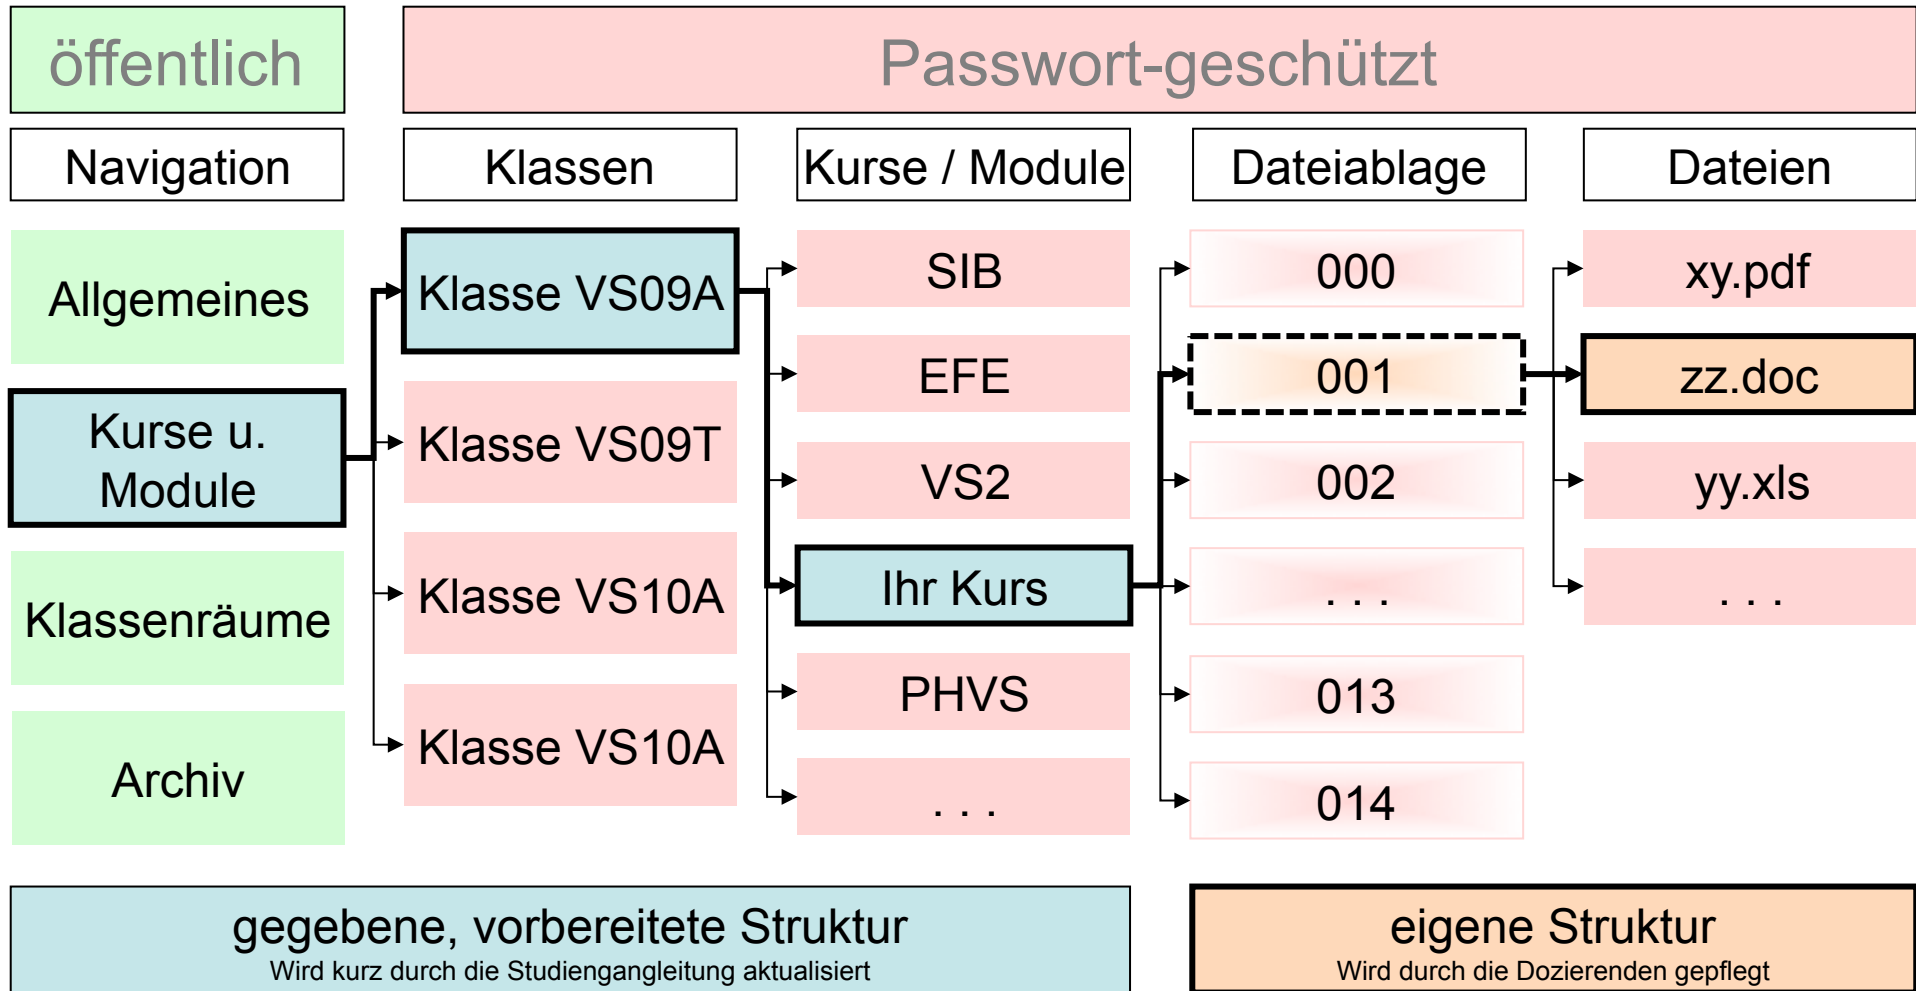 öffentlich
Passwort-geschützt
Navigation
Klassen
Kurse / Module
Dateiablage
Dateien
Allgemeines
Kurse u.
Module
Klassenräume
Archiv
Klasse VS09A
Klasse VS09T
Klasse VS10A
Klasse VS10A
SIB
EFE
VS2
Ihr Kurs
PHVS
. . .
000
001
002
. . .
013
014
xy.pdf
zz.doc
yy.xls
. . .
gegebene, vorbereitete Struktur
Wird kurz durch die Studiengangleitung aktualisiert
eigene Struktur
Wird durch die Dozierenden gepflegt